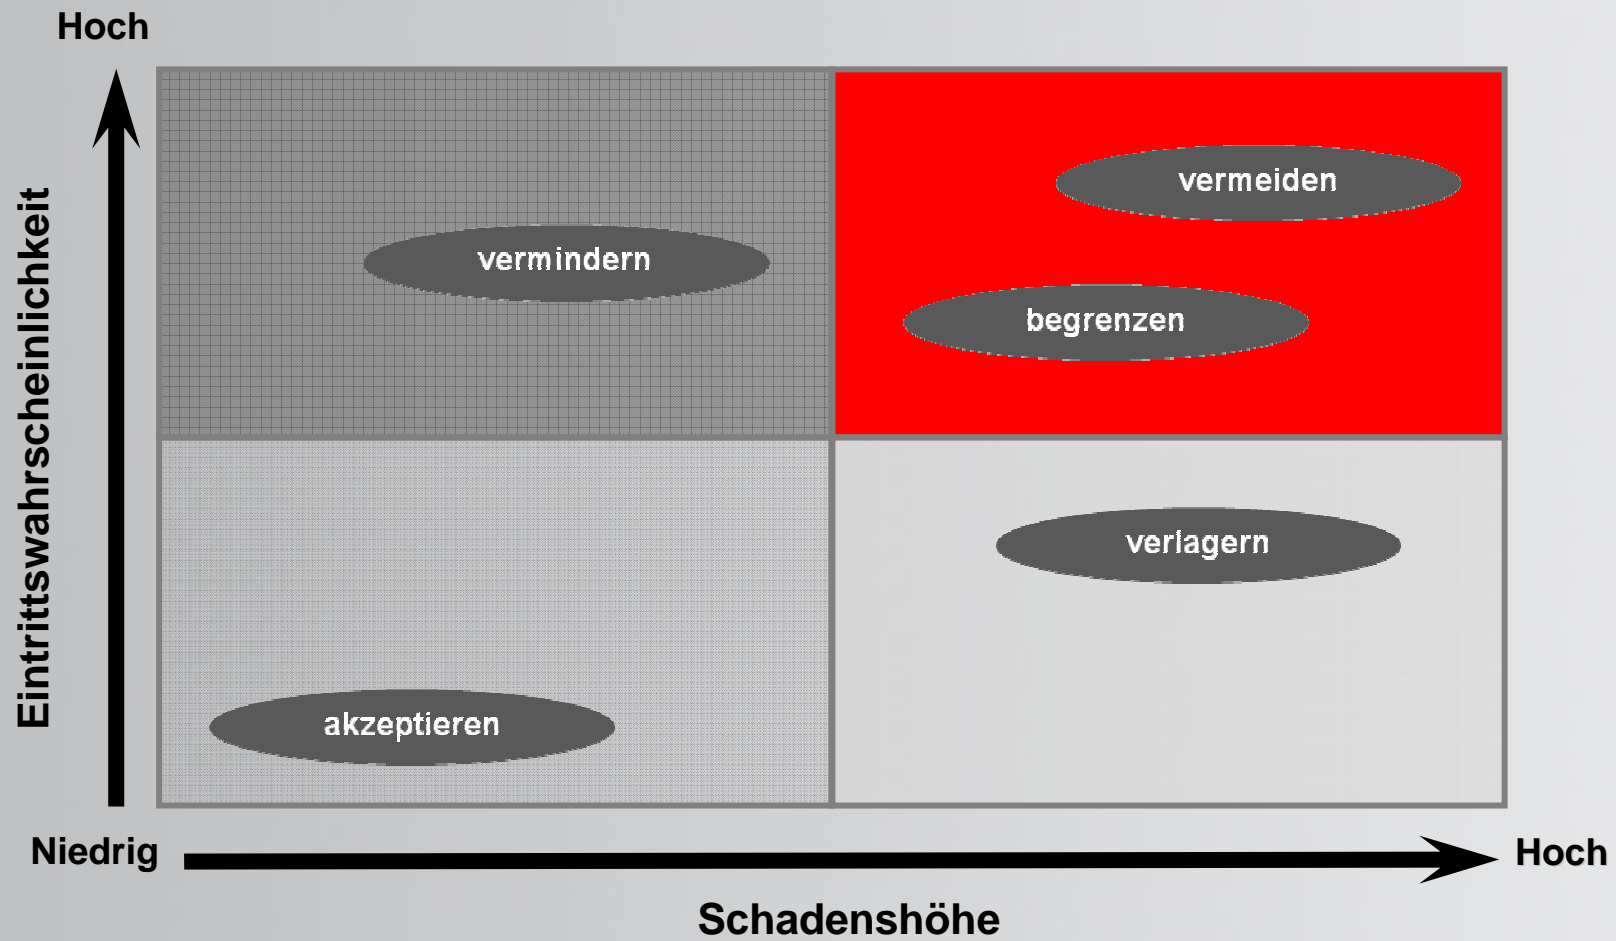 Hoch
Eintrittswahrscheinlichkeit
vermeiden
vermindern
begrenzen
verlagern
akzeptieren
Niedrig
Hoch
Schadenshöhe